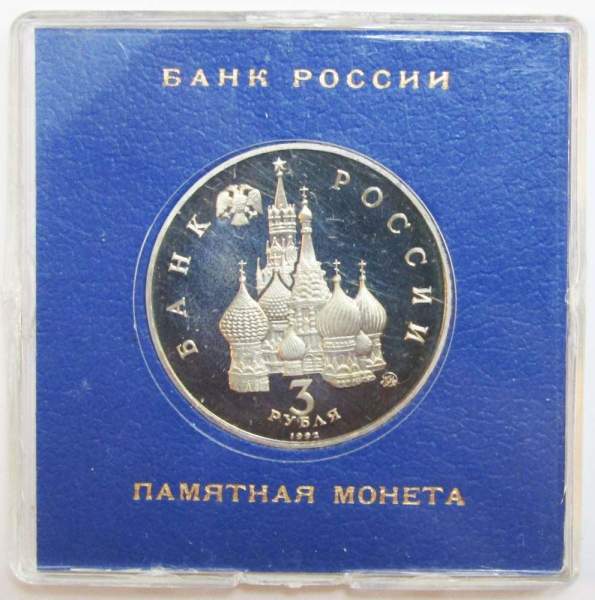 БАНК РОССИИ
БАНК РОССИИ
3
РУБЛЯ
1992
ПАМЯТНАЯ МОНЕТА